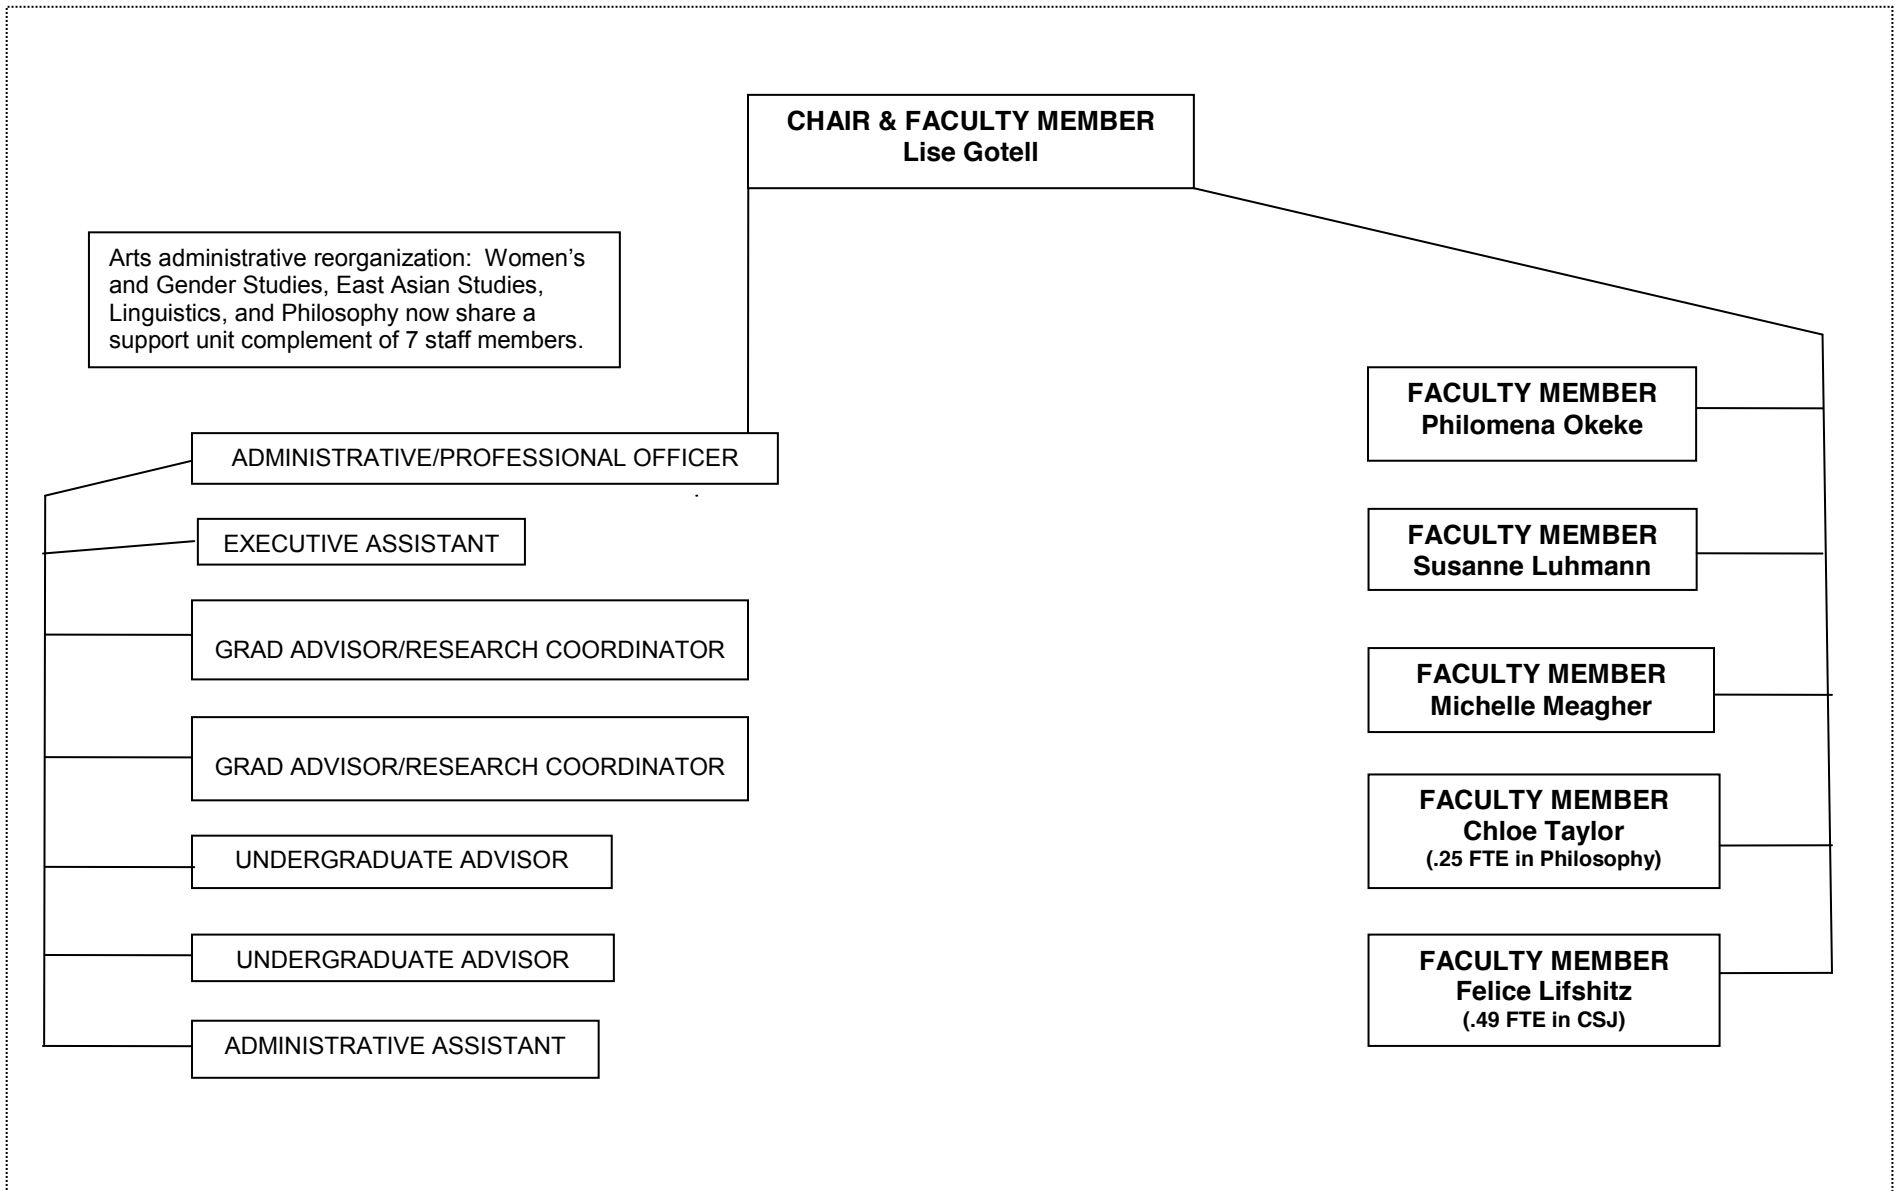 CHAIR & FACULTY MEMBER
Lise Gotell
Arts administrative reorganization:  Women’s
and Gender Studies, East Asian Studies,
Linguistics, and Philosophy now share a
support unit complement of 7 staff members.
ADMINISTRATIVE/PROFESSIONAL OFFICER
EXECUTIVE ASSISTANT
GRAD ADVISOR/RESEARCH COORDINATOR
GRAD ADVISOR/RESEARCH COORDINATOR
UNDERGRADUATE ADVISOR
UNDERGRADUATE ADVISOR
ADMINISTRATIVE ASSISTANT
FACULTY MEMBER
Philomena Okeke
FACULTY MEMBER
Susanne Luhmann
FACULTY MEMBER
Michelle Meagher
FACULTY MEMBER
Chloe Taylor
(.25 FTE in Philosophy)
FACULTY MEMBER
Felice Lifshitz
(.49 FTE in CSJ)